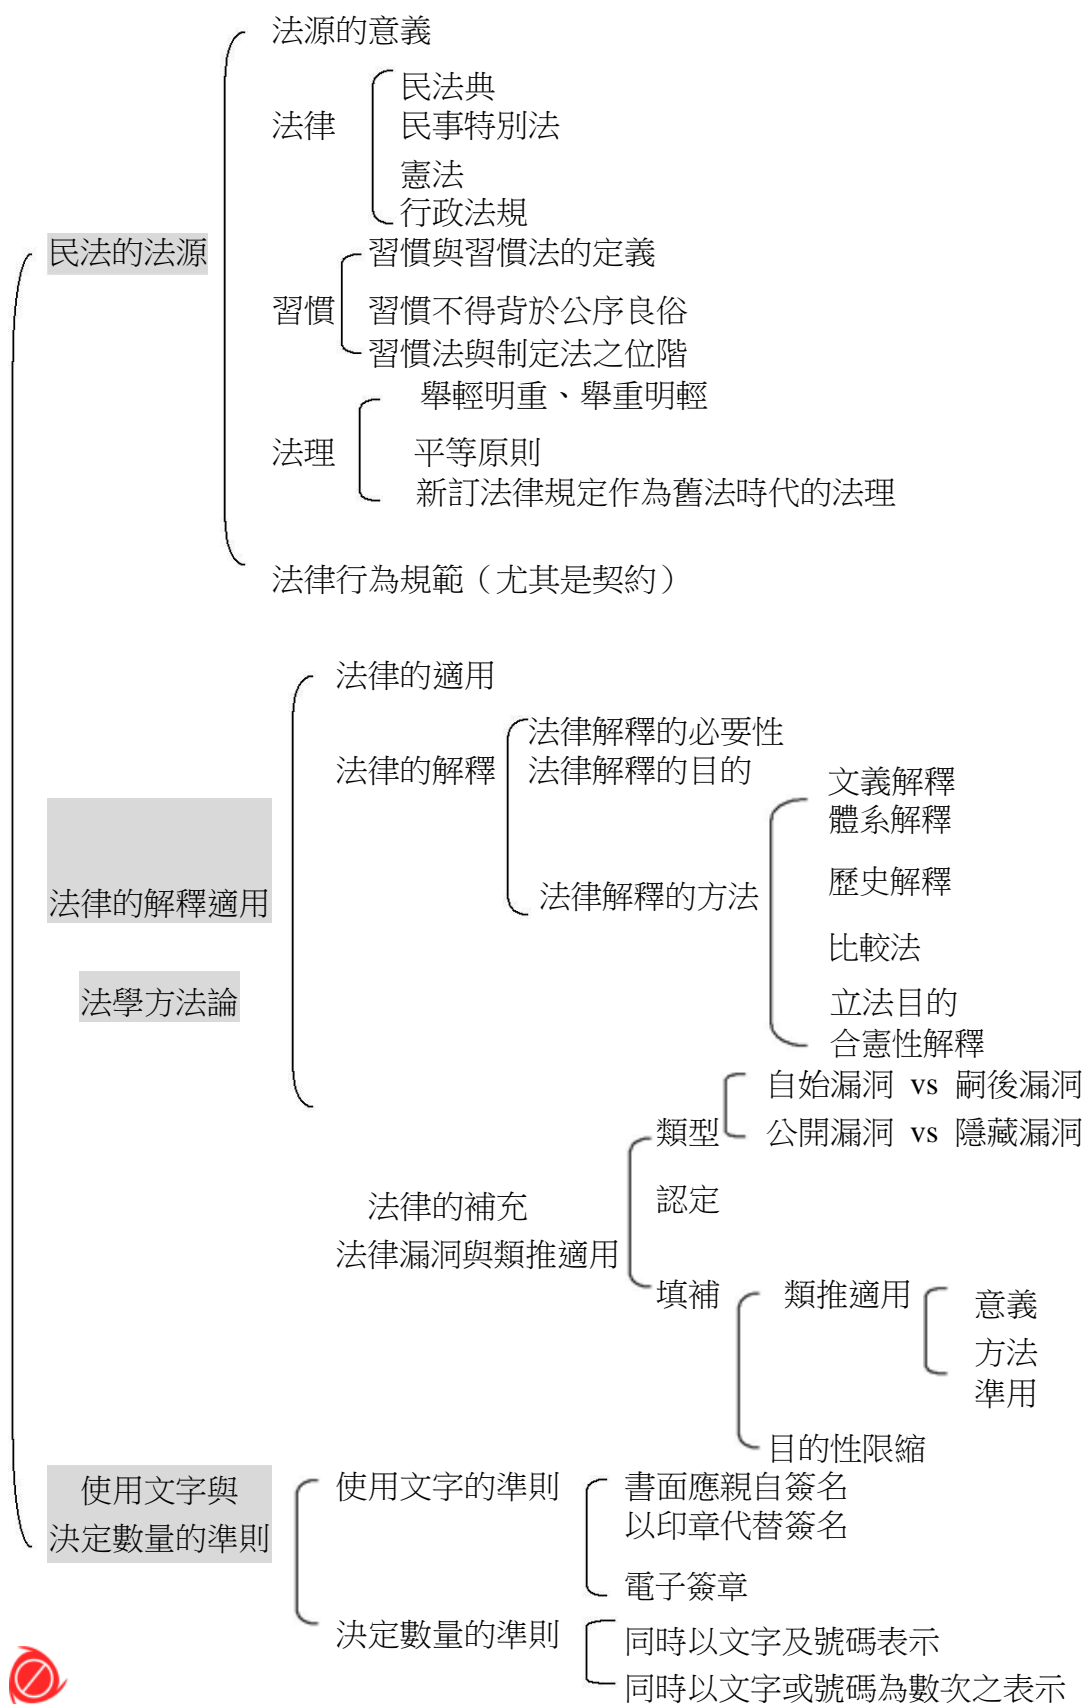 法源的意義
民法典
法律
民事特別法
憲法
行政法規
民法的法源
習慣與習慣法的定義
習慣
習慣不得背於公序良俗
習慣法與制定法之位階
舉輕明重、舉重明輕
法理
平等原則
新訂法律規定作為舊法時代的法理
法律行為規範（尤其是契約）
法律的適用
法律解釋的必要性
法律的解釋
法律解釋的目的
文義解釋
體系解釋
法律的解釋適用
法律解釋的方法
歷史解釋
比較法
法學方法論
立法目的
合憲性解釋
自始漏洞 vs 嗣後漏洞
類型
公開漏洞 vs 隱藏漏洞
法律的補充
認定
法律漏洞與類推適用
填補
類推適用
意義
方法
準用
目的性限縮
使用文字與
決定數量的準則
使用文字的準則
書面應親自簽名
以印章代替簽名
電子簽章
決定數量的準則
同時以文字及號碼表示
同時以文字或號碼為數次之表示